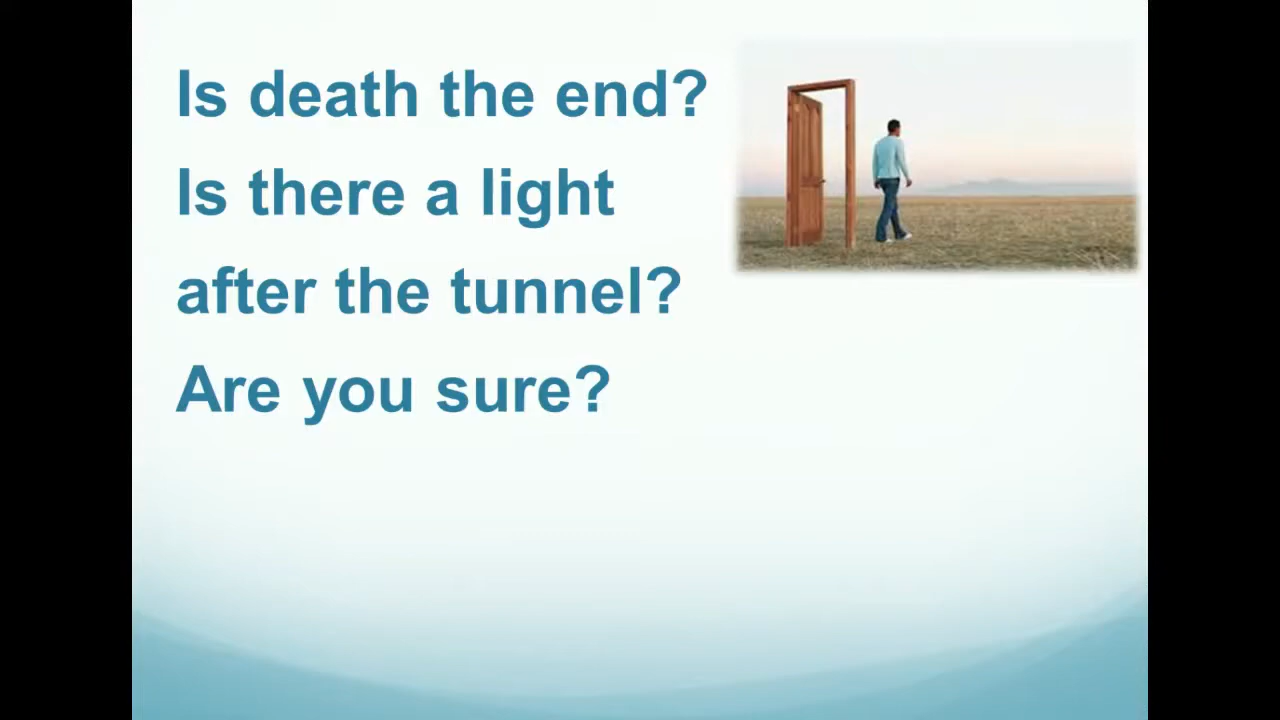 Is death the end?
Is there a light
after the tunnel?
Are you sure?